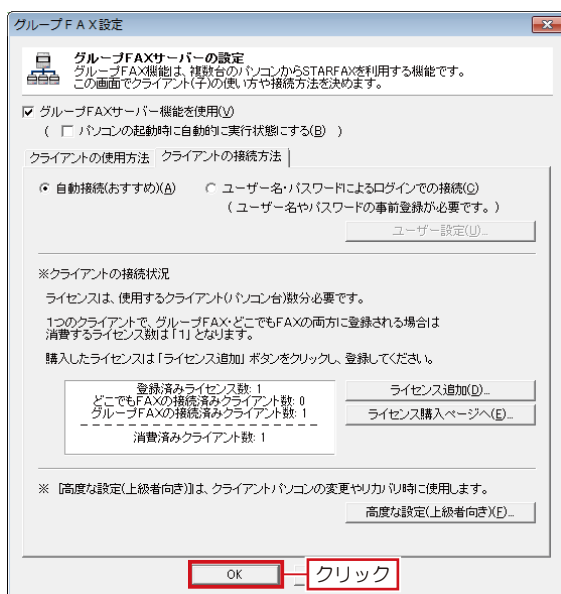 グループＦＡＸ設定
グループFAXサーバーの設定
グループFAX機能は、複数台のパソコンからSTARFAXを利用する機能です。
この画面でクライアント(子)の使い方や接続方法を決めます。
グループFAXサーバー機能を使用(V)
( パソコンの起動時に自動的に実行状態にする(B) )
クライアントの使用方法 クライアントの接続方法
自動接続(おすすめ)(A) ユーザー名・パスワードによるログインでの接続(C)
(ユーザー名やパスワードの事前登録が必要です。)
ユーザー設定(U)...
※クライアントの接続状況
ライセンスは、使用するクライアント(パソコン台)数分必要です。
1つのクライアントで、グループFAX・どこでもFAXの両方に登録される場合は
消費するライセンス数は「1」となります。
購入したライセンスは「ライセンス追加」ボタンをクリックし、登録してください。
登録済みライセンス数: 1
どこでもFAXの接続済みクライアント数: 0
グループFAXの接続済みクライアント数: 1
消費済みクライアント数: 1
ライセンス追加(D)...
ライセンス購入ページへ(E)...
※ [高度な設定(上級者向き)]は、クライアントパソコンの変更やリカバリ時に使用します。
高度な設定(上級者向き)(F)...
OK クリック